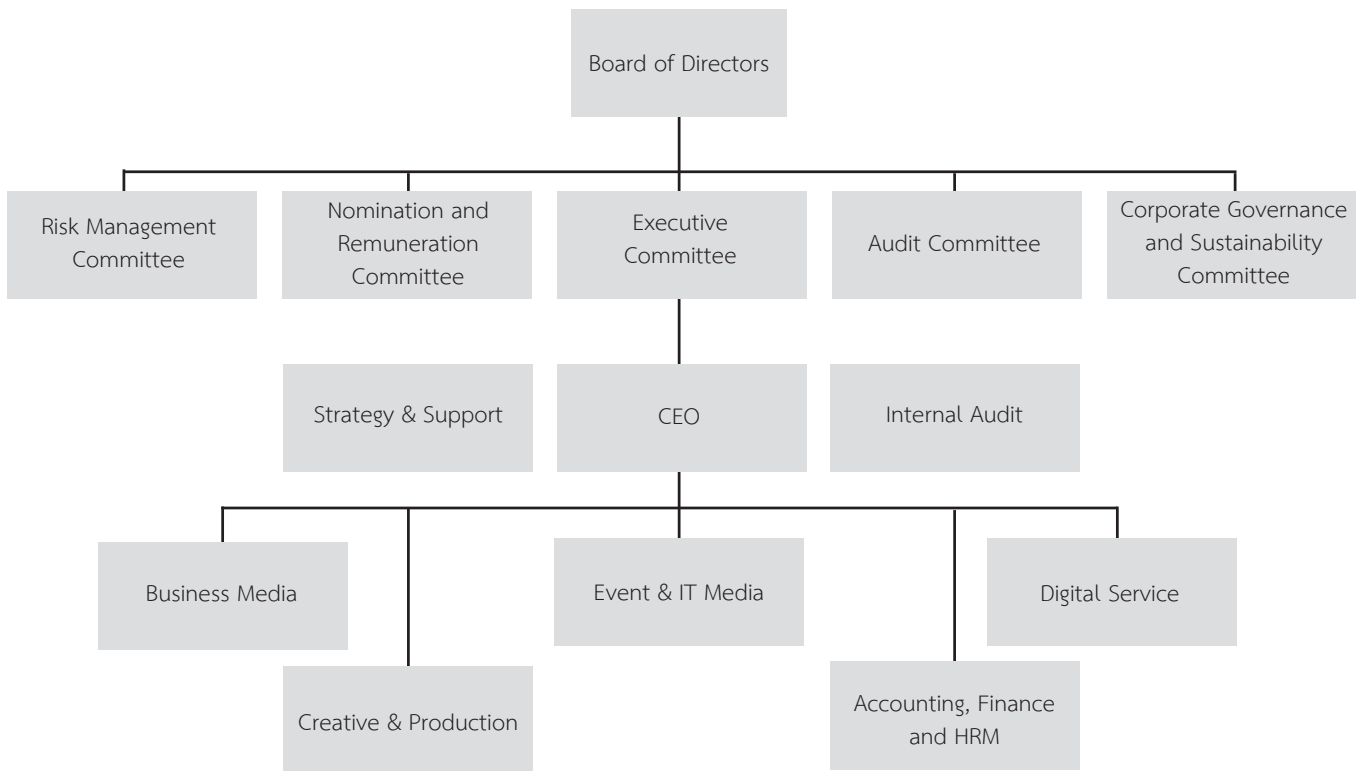 Board of Directors
Risk Management
Committee
Nomination and
Remuneration
Committee
Executive
Committee
Audit Committee
Corporate Governance
and Sustainability
Committee
Strategy & Support
CEO
Internal Audit
Business Media
Event & IT Media
Digital Service
Creative & Production
Accounting, Finance
and HRM